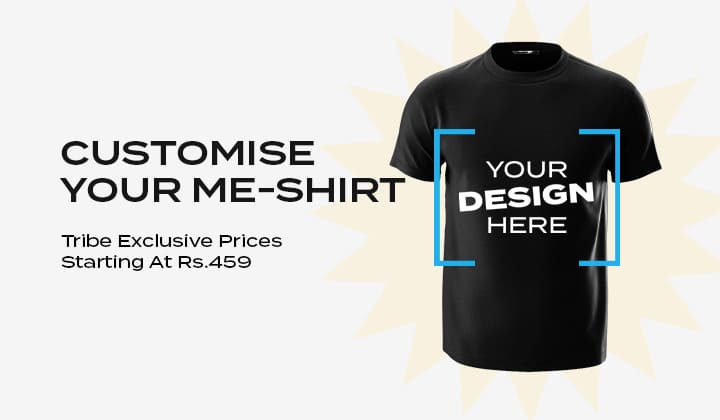 CUSTOMISE
YOUR ME-SHIRT
Tribe Exclusive Prices
Starting At Rs.459
YOUR
DESIGN
HERE